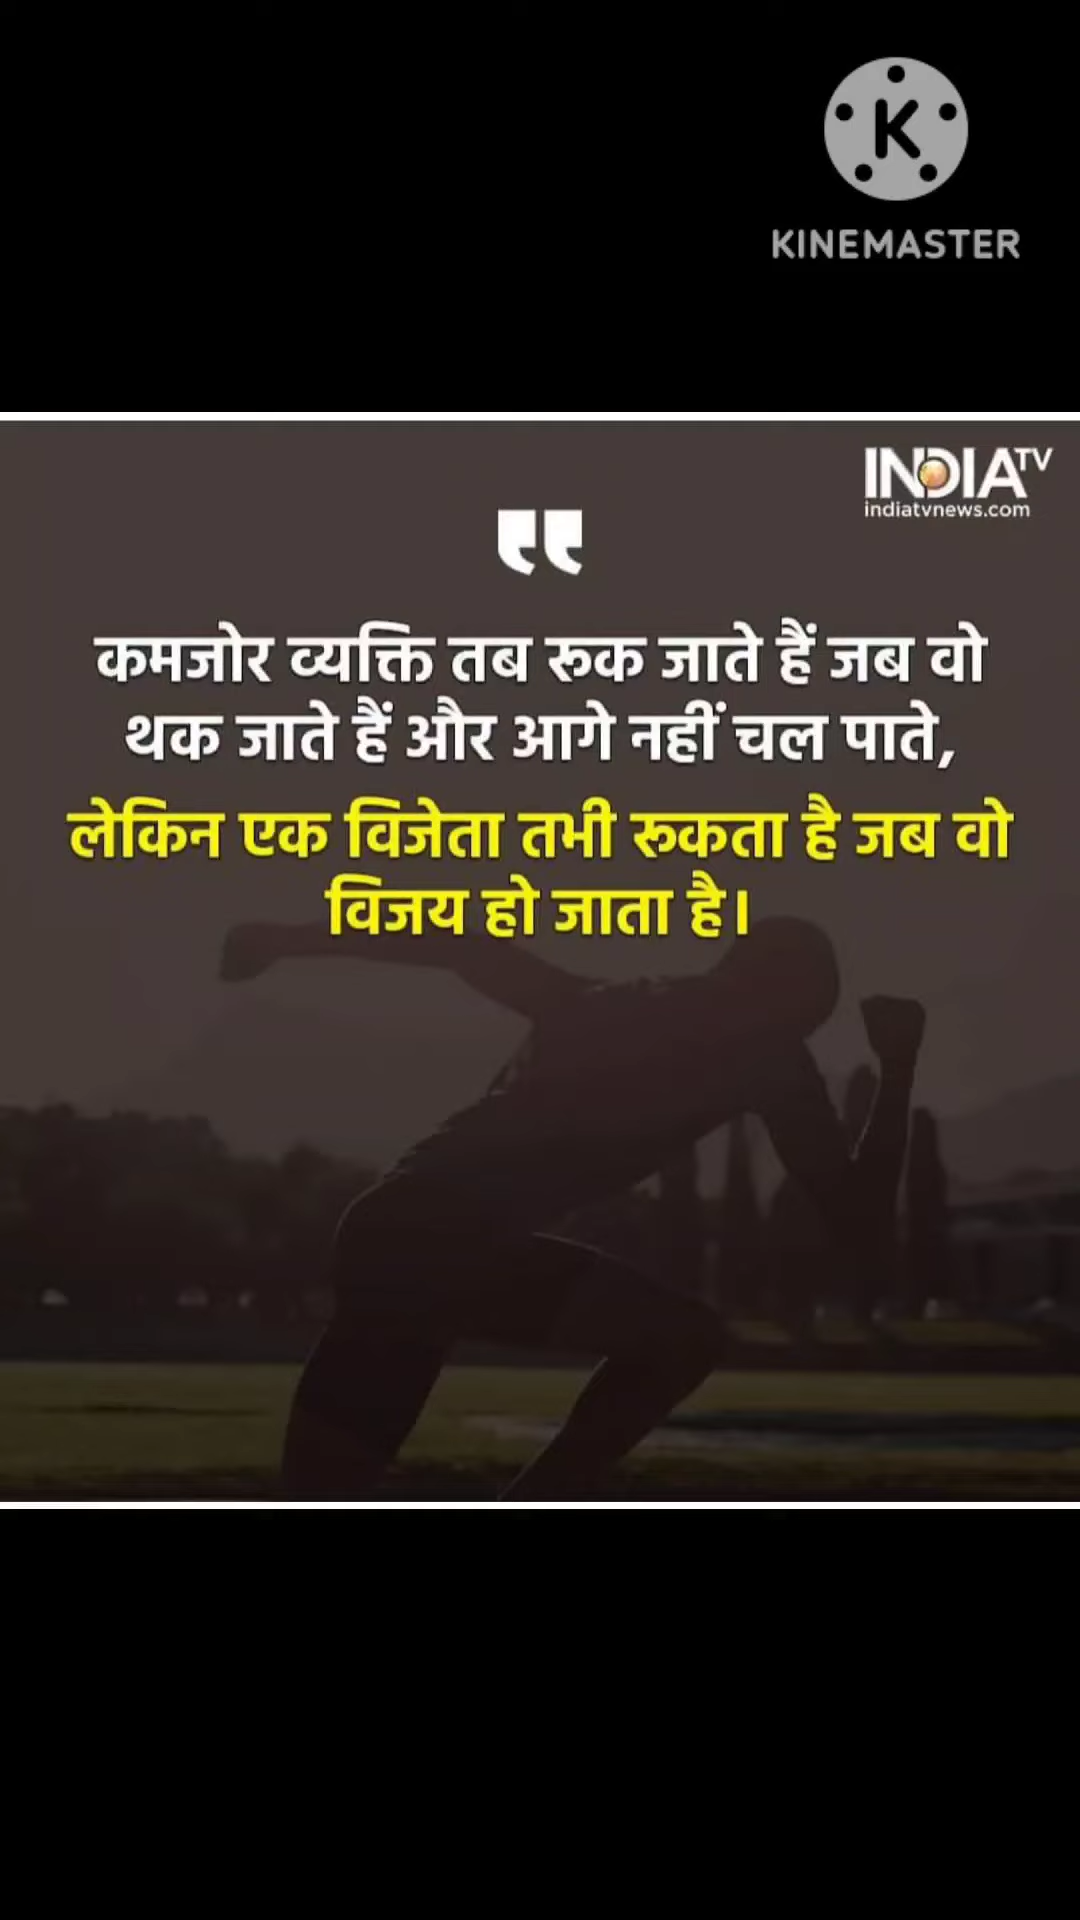 KINEMASTER
INDIA TV
indiatvnews.com
कमजोर व्यक्ति तब रूक जाते हैं जब वो
थक जाते हैं और आगे नहीं चल पाते,
लेकिन एक विजेता तभी रूकता है जब वो
विजय हो जाता है।